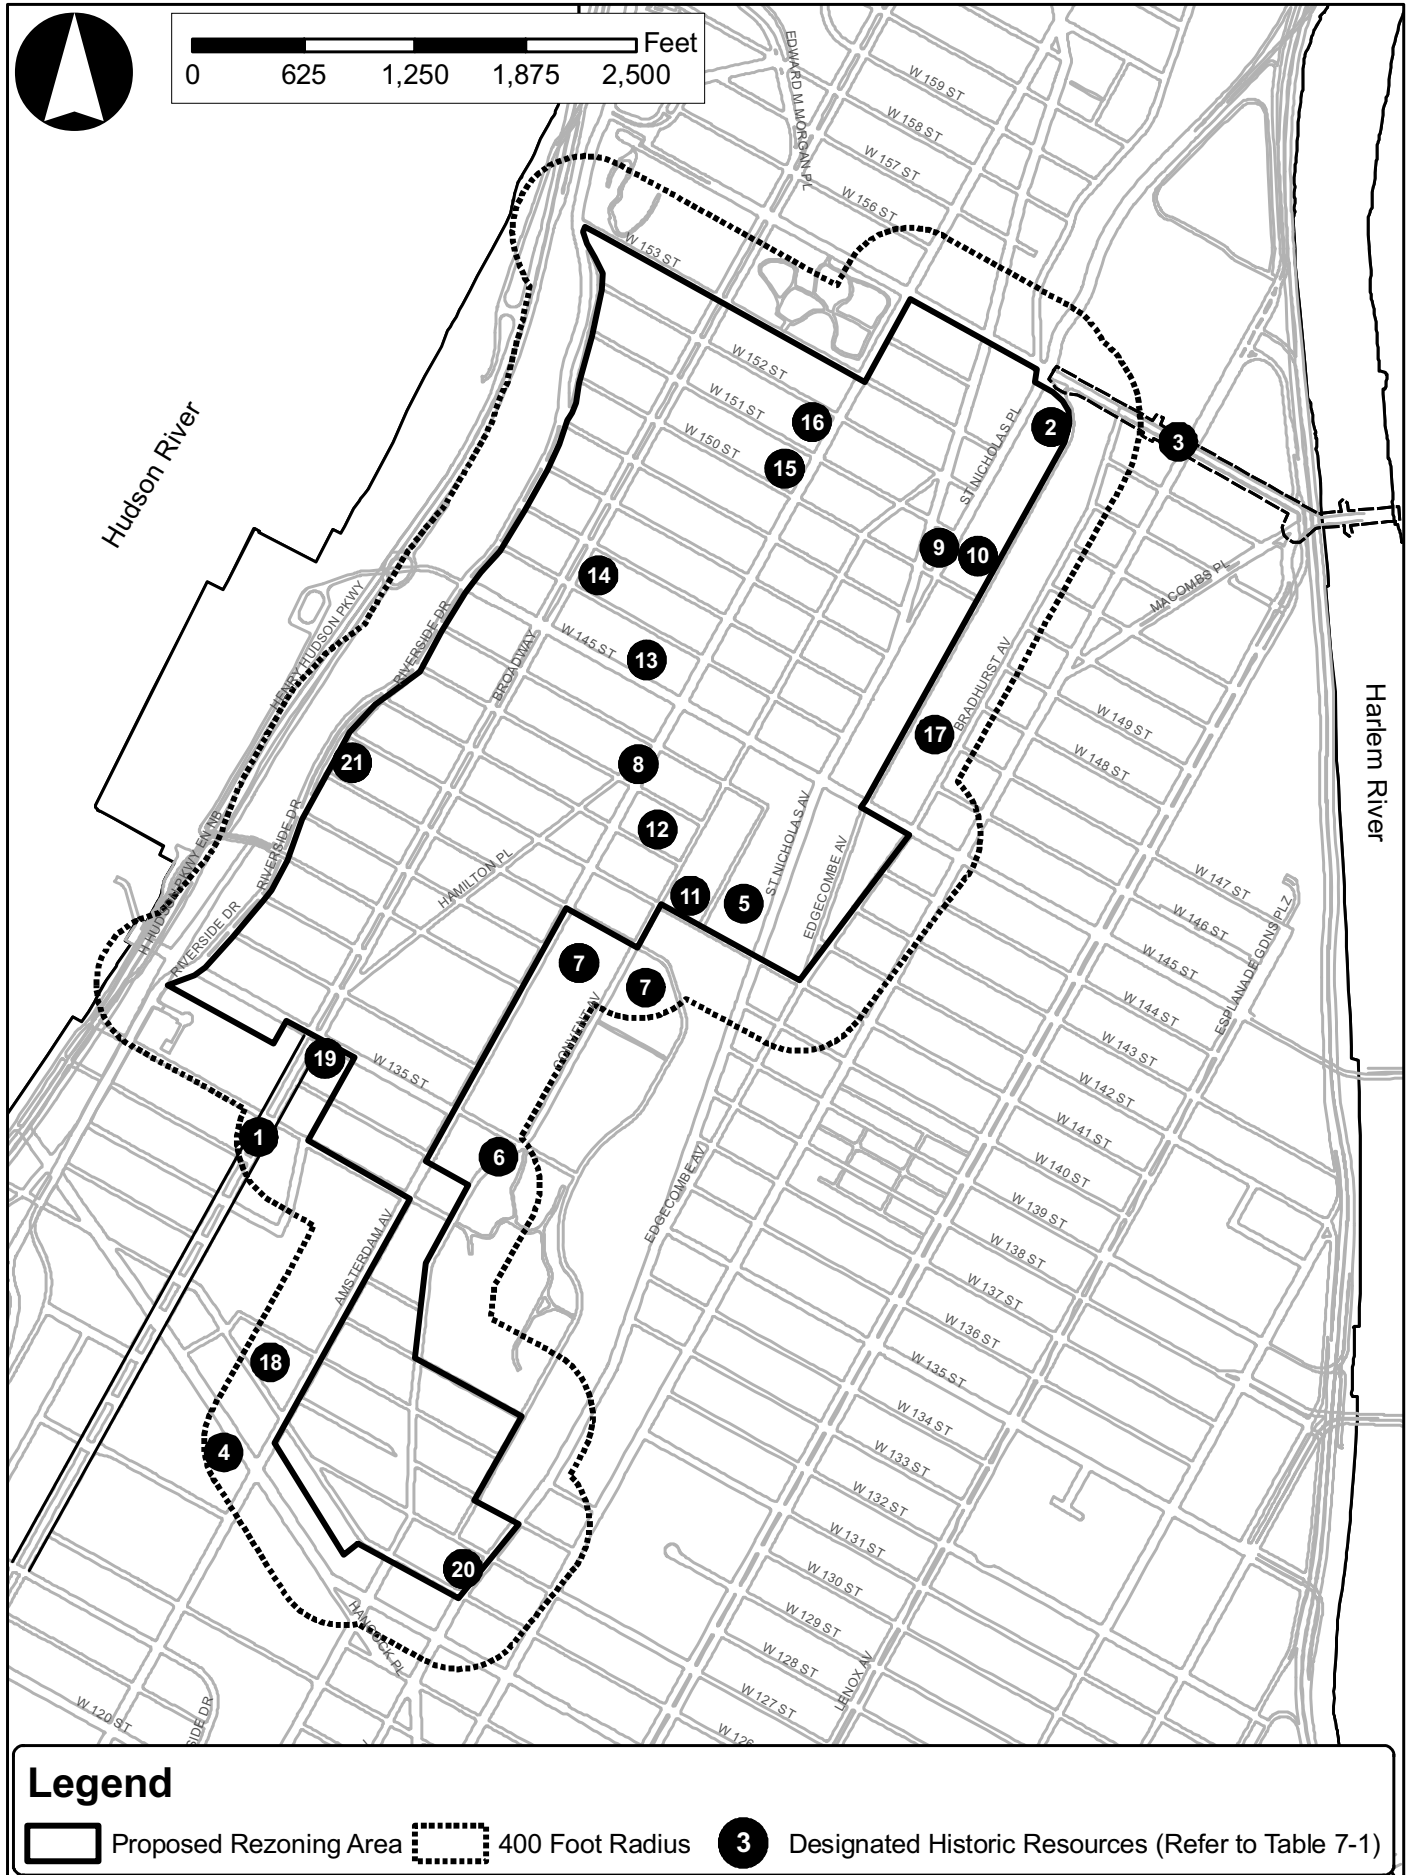 Feet
0 625 1,250 1,875 2,500
EDWARD M MORGAN PL
W 159 ST
W 158 ST
W 157 ST
W 156 ST
W 153 ST
W 152 ST
W 151 ST
W 150 ST
16
15
2
3
ST NICHOLAS PL
9
10
14
13
W 145 ST
Hudson River
HENRY HUDSON PKWY
RIVERSIDE DR
BROADWAY
MACOMBS PL
BRADHURST AV
17
W 149 ST
W 148 ST
Harlem River
21
8
12
11
5
ST NICHOLAS AV
EDGECOMBE AV
HAMILTON PL
RIVERSIDE DR
H HUDSON PKWY EN NB
RIVERSIDE DR
W 147 ST
W 146 ST
W 145 ST
W 144 ST
W 143 ST
W 142 ST
W 141 ST
W 140 ST
W 139 ST
W 138 ST
W 137 ST
W 136 ST
W 135 ST
W 134 ST
W 133 ST
W 132 ST
W 131 ST
W 130 ST
W 129 ST
W 128 ST
W 127 ST
W 126
ESPLANADE GDNS PLZ
7
7
CONVENT AV
19
W 135 ST
1
6
EDGECOMBE AV
AMSTERDAM AV
18
4
20
HANCOCK PL
LENOX AV
W 120 ST
SIDE DR
Legend
Proposed Rezoning Area
400 Foot Radius
3
Designated Historic Resources (Refer to Table 7-1)